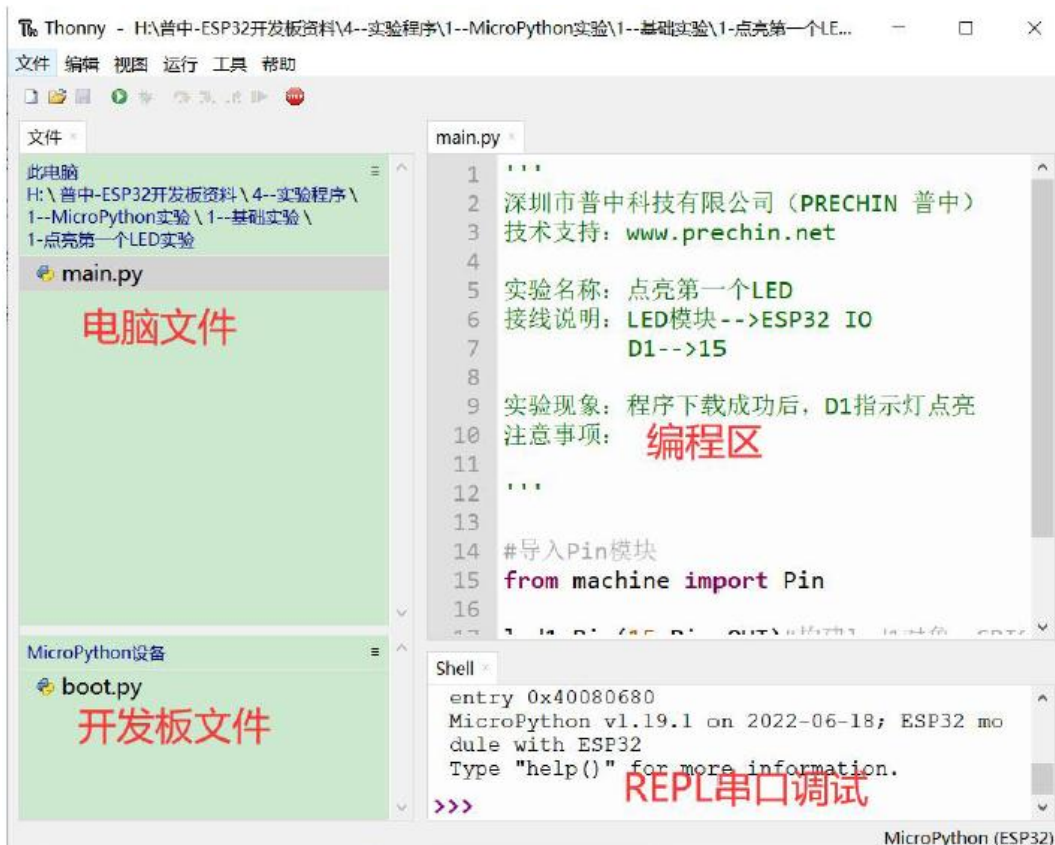 Thonny - H:\普中-ESP32开发板资料\4--实验程序\1--MicroPython实验\1--基础实验\1-点亮第一个LE...
文件 编辑 视图 运行 工具 帮助
文件
此电脑
H:\普中-ESP32开发板资料\4--实验程序\
1--MicroPython实验\1--基础实验\
1-点亮第一个LED实验
main.py
电脑文件
MicroPython设备
boot.py
开发板文件
main.py
1 '''
2 深圳市普中科技有限公司（PRECHIN 普中）
3 技术支持：www.prechin.net
4
5 实验名称：点亮第一个LED
6 接线说明：LED模块-->ESP32 IO
7 D1-->15
8
9 实验现象：程序下载成功后，D1指示灯点亮
10 注意事项：
编程区
11
12 '''
13
14 #导入Pin模块
15 from machine import Pin
16
Shell
entry 0x40080680
MicroPython v1.19.1 on 2022-06-18; ESP32 mo
dule with ESP32
Type "help()" for more information.
REPL串口调试
>>>
MicroPython (ESP32)